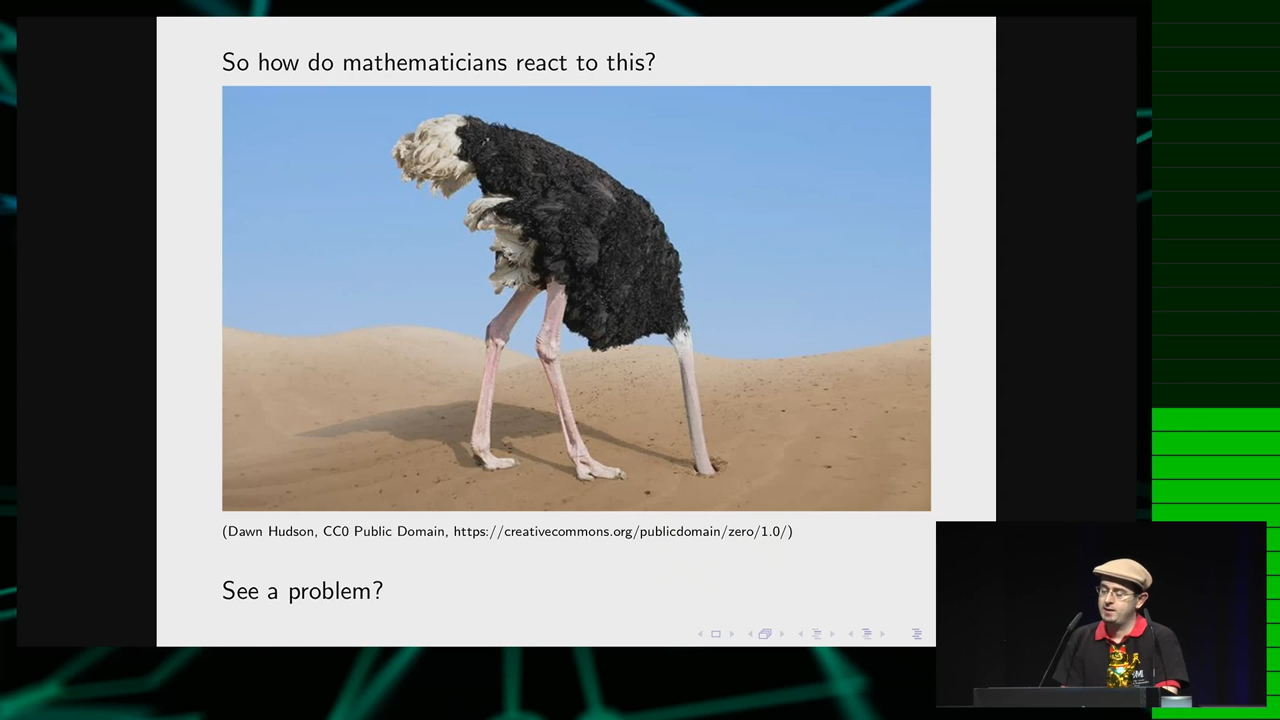 So how do mathematicians react to this?
(Dawn Hudson, CC0 Public Domain, https://creativecommons.org/publicdomain/zero/1.0/)
See a problem?